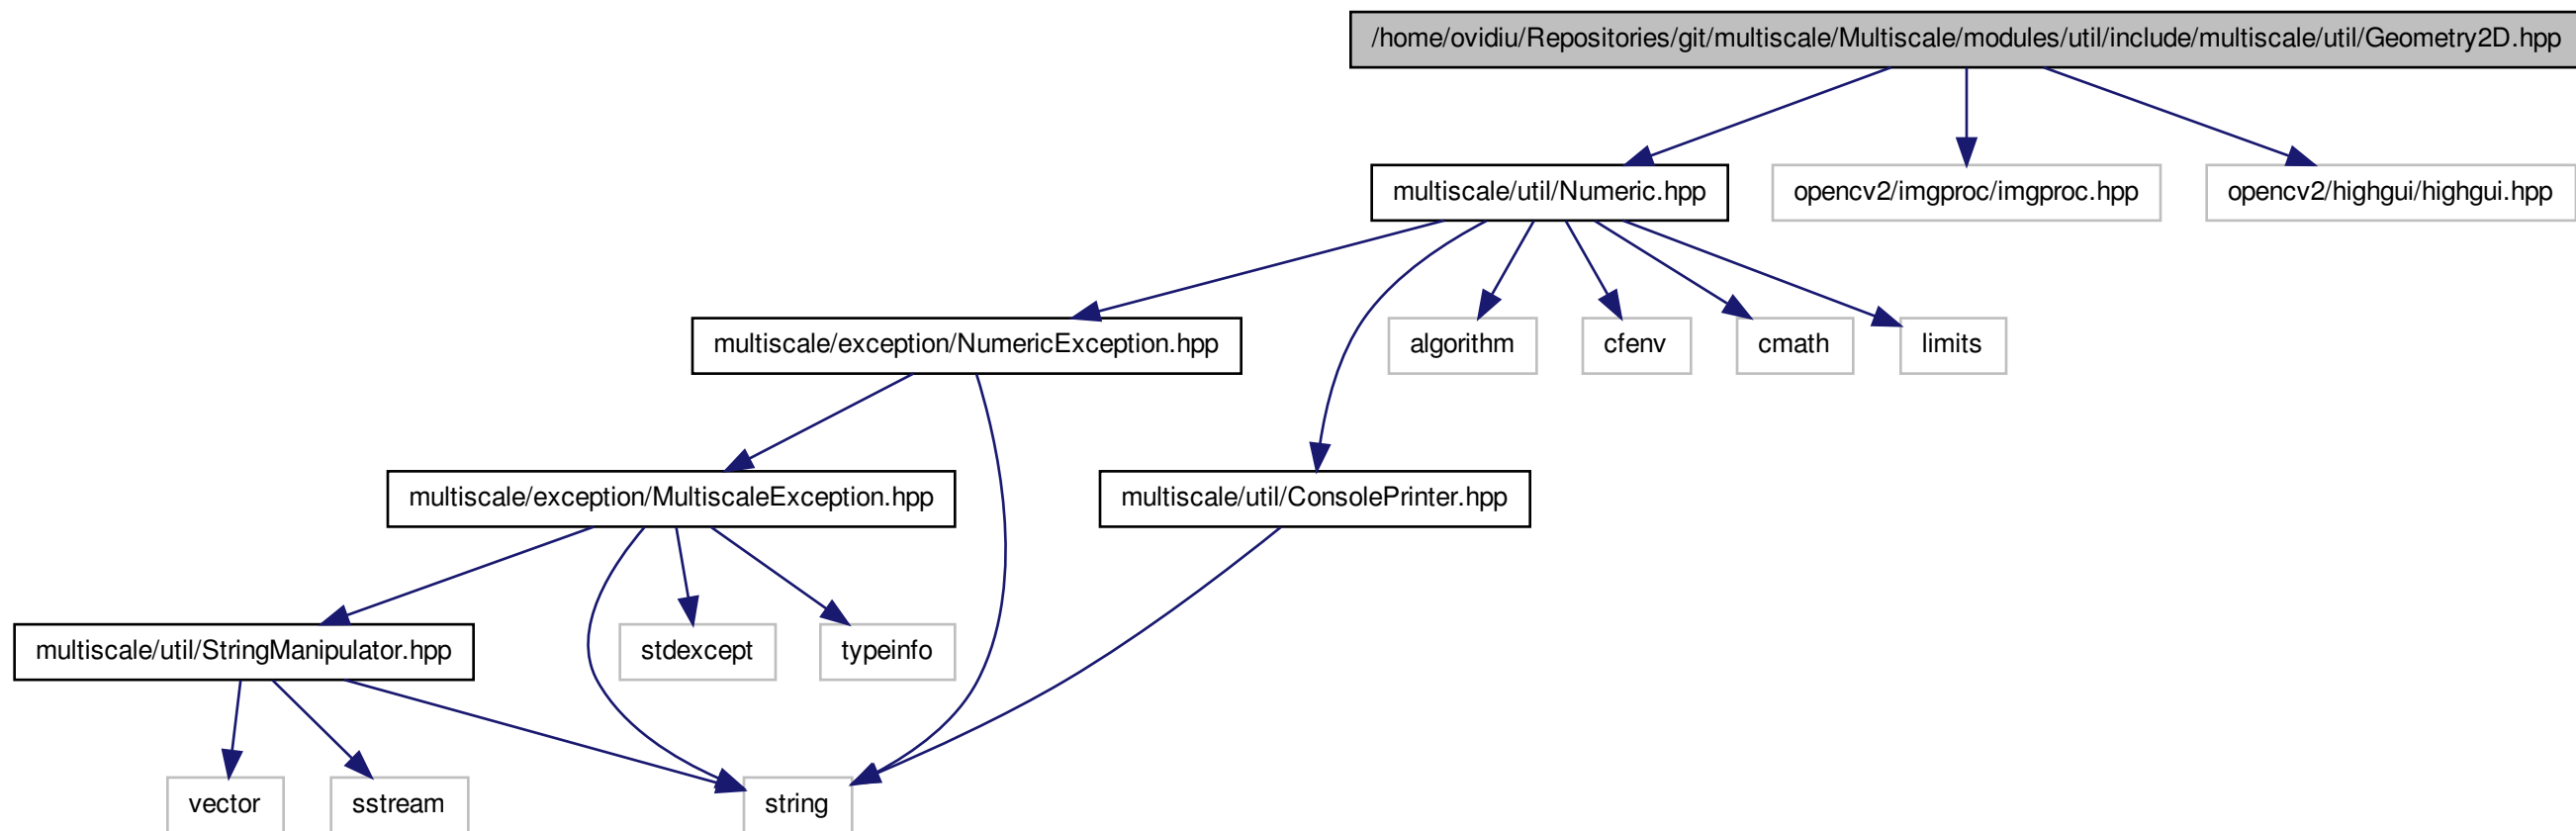 /home/ovidiu/Repositories/git/multiscale/Multiscale/modules/util/include/multiscale/util/Geometry2D.hpp
multiscale/util/Numeric.hpp
opencv2/imgproc/imgproc.hpp
opencv2/highgui/highgui.hpp
multiscale/exception/NumericException.hpp
algorithm
cfenv
cmath
limits
multiscale/exception/MultiscaleException.hpp
multiscale/util/ConsolePrinter.hpp
multiscale/util/StringManipulator.hpp
stdexcept
typeinfo
vector
sstream
string